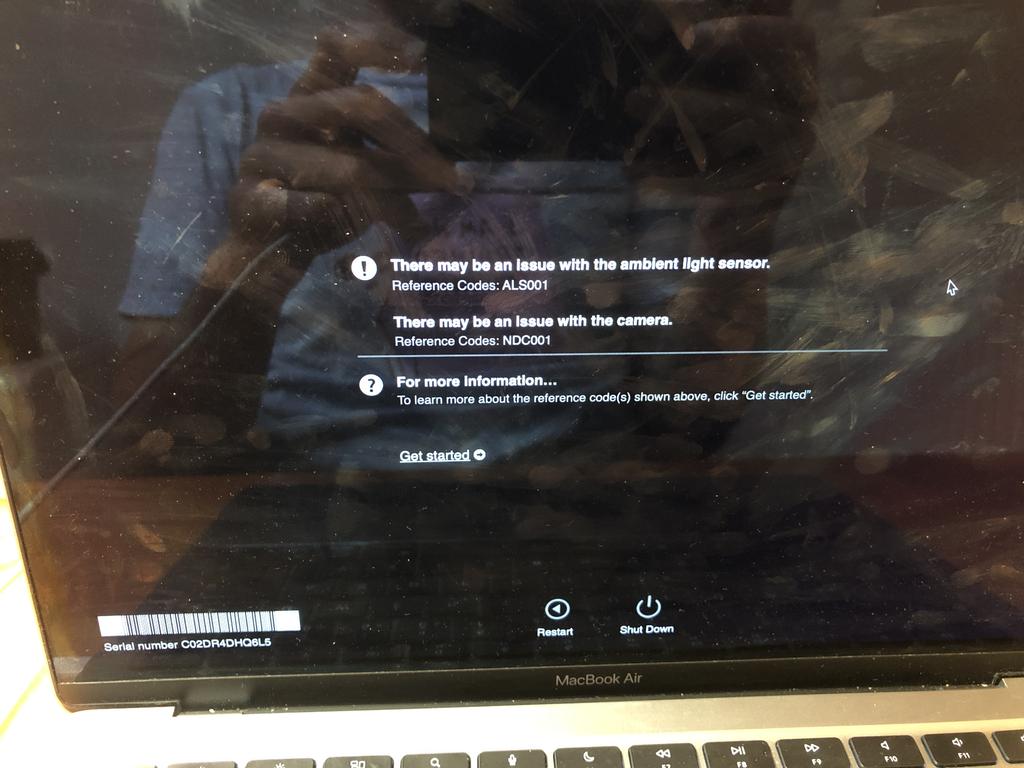 There may be an issue with the ambient light sensor.
Reference Codes: ALS001
There may be an issue with the camera.
Reference Codes: NDC001
For more information...
To learn more about the reference code(s) shown above, click “Get started”.
Get started
Serial number C02DR4DHQ6L5
Restart
Shut Down
MacBook Air
F7
F8
F9
F10
F11